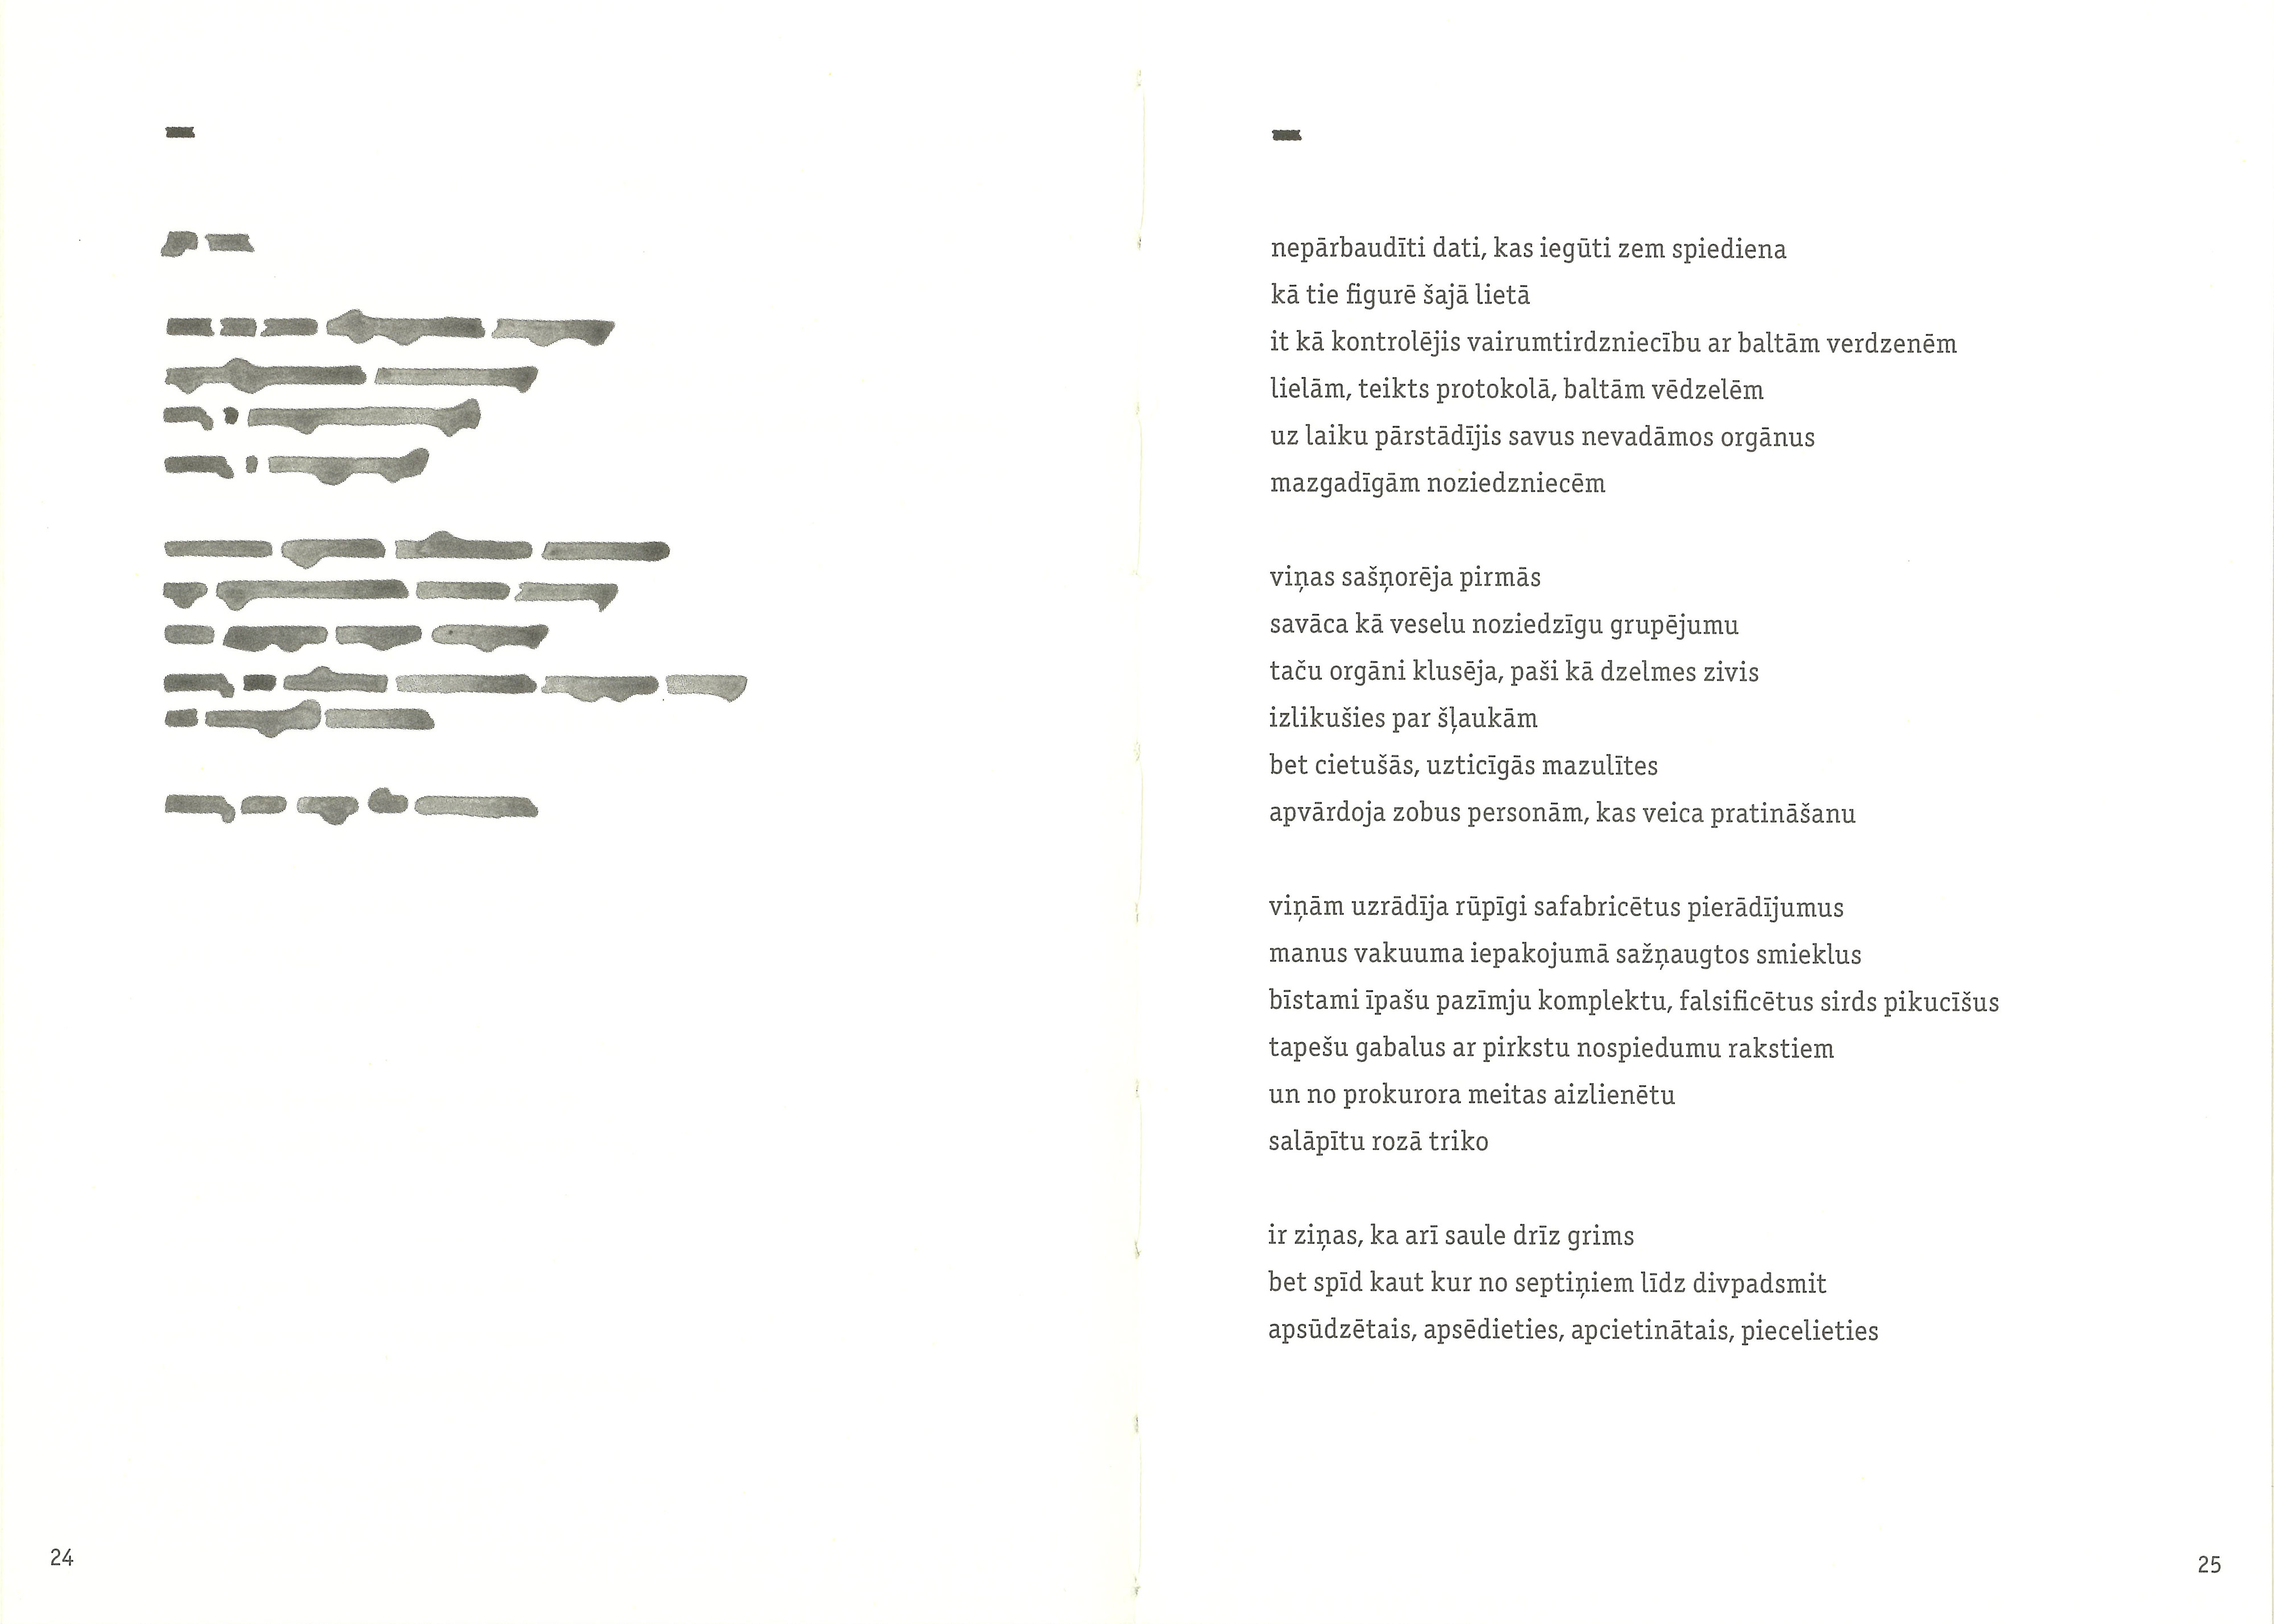 24
nepārbaudīti dati, kas iegūti zem spiediena
kā tie figurē šajā lietā
it kā kontrolējis vairumtirdzniecību ar baltām verdzenēm
lielām, teikts protokolā, baltām vēdzelēm
uz laiku pārstādījis savus nevadāmos orgānus
mazgadīgām noziedzniecēm
viņas sašņorēja pirmās
savāca kā veselu noziedzīgu grupējumu
taču orgāni klusēja, paši kā dzelmes zivis
izlikušies par šļaukām
bet cietušās, uzticīgās mazulītes
apvārdoja zobus personām, kas veica pratināšanu
viņām uzrādīja rūpīgi safabricētus pierādījumus
manus vakuuma iepakojumā sažņaugtos smieklus
bīstami īpašu pazīmju komplektu, falsificētus sirds pikucīšus
tapešu gabalus ar pirkstu nospiedumu rakstiem
un no prokurora meitas aizlienētu
salāpītu rozā triko
ir ziņas, ka arī saule drīz grims
bet spīd kaut kur no septiņiem līdz divpadsmit
apsūdzētais, apsēdieties, apcietinātais, piecelieties
25